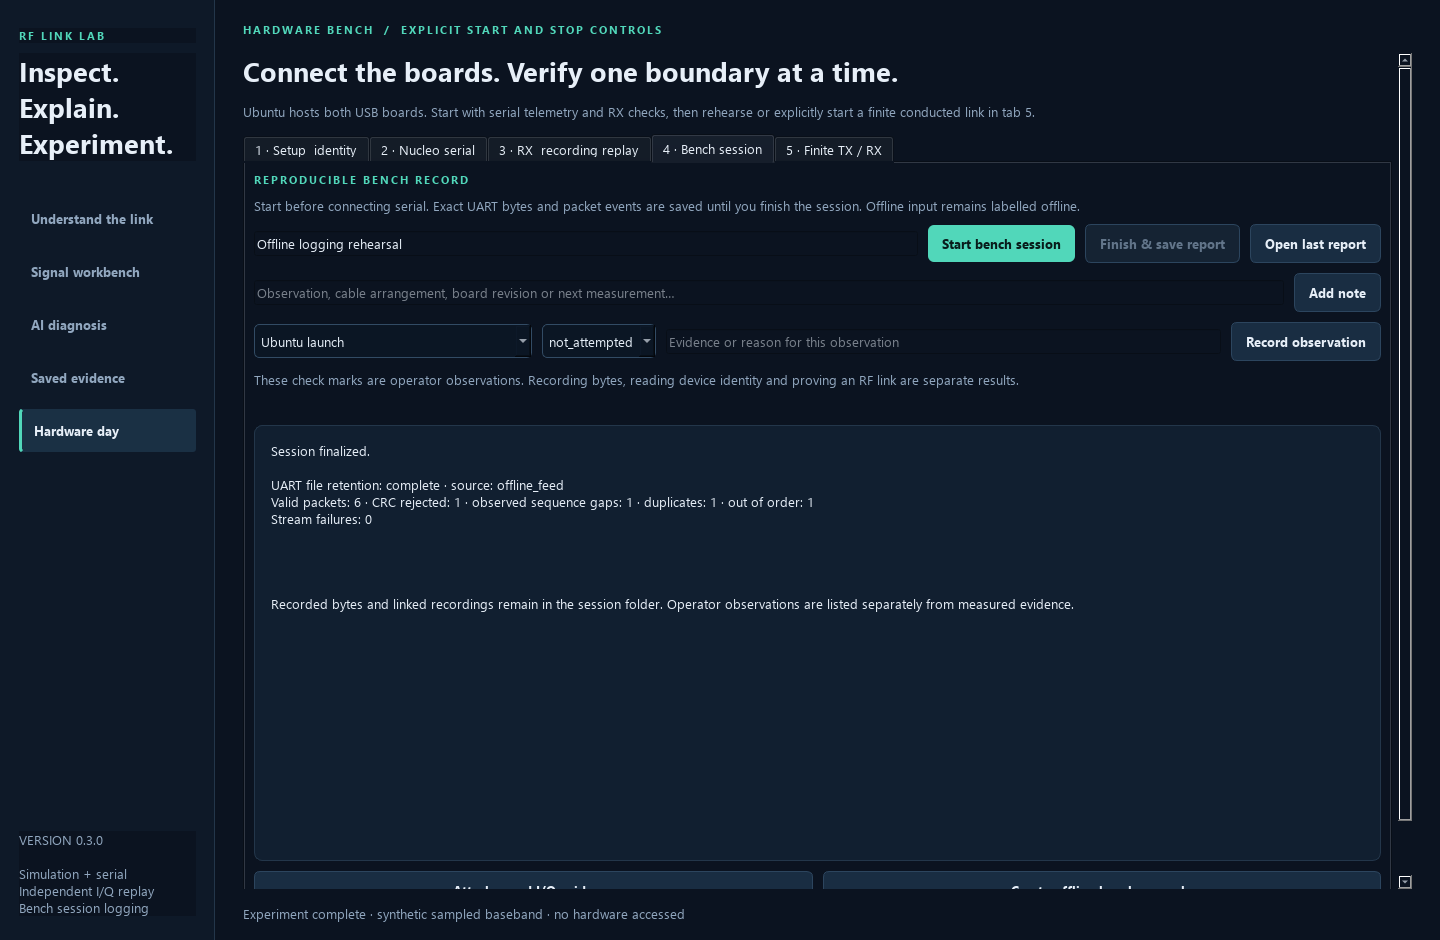 RF LINK LAB
Inspect.
Explain.
Experiment.
Understand the link
Signal workbench
AI diagnosis
Saved evidence
Hardware day
VERSION 0.3.0
Simulation + serial
Independent I/Q replay
Bench session logging
HARDWARE BENCH / EXPLICIT START AND STOP CONTROLS
Connect the boards. Verify one boundary at a time.
Ubuntu hosts both USB boards. Start with serial telemetry and RX checks, then rehearse or explicitly start a finite conducted link in tab 5.
1 · Setup identity
2 · Nucleo serial
3 · RX recording replay
4 · Bench session
5 · Finite TX / RX
REPRODUCIBLE BENCH RECORD
Start before connecting serial. Exact UART bytes and packet events are saved until you finish the session. Offline input remains labelled offline.
Offline logging rehearsal
Start bench session
Finish & save report
Open last report
Observation, cable arrangement, board revision or next measurement...
Add note
Ubuntu launch
not_attempted
Evidence or reason for this observation
Record observation
These check marks are operator observations. Recording bytes, reading device identity and proving an RF link are separate results.
Session finalized.
UART file retention: complete · source: offline_feed
Valid packets: 6 · CRC rejected: 1 · observed sequence gaps: 1 · duplicates: 1 · out of order: 1
Stream failures: 0
Recorded bytes and linked recordings remain in the session folder. Operator observations are listed separately from measured evidence.
Experiment complete · synthetic sampled baseband · no hardware accessed